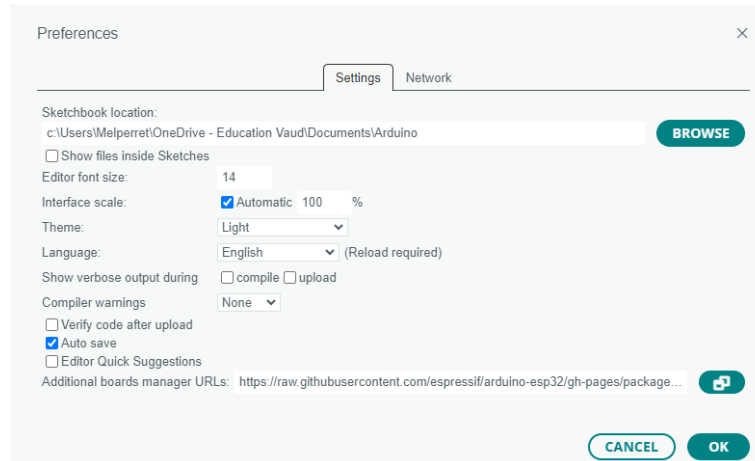 Preferences
Settings Network
Sketchbook location:
c:\Users\Melperret\OneDrive - Education Vaud\Documents\Arduino BROWSE
Show files inside Sketches
Editor font size: 14
Interface scale: Automatic 100 %
Theme: Light
Language: English (Reload required)
Show verbose output during compile upload
Compiler warnings None
Verify code after upload
Auto save
Editor Quick Suggestions
Additional boards manager URLs: https://raw.githubusercontent.com/espressif/arduino-esp32/gh-pages/package...
CANCEL OK